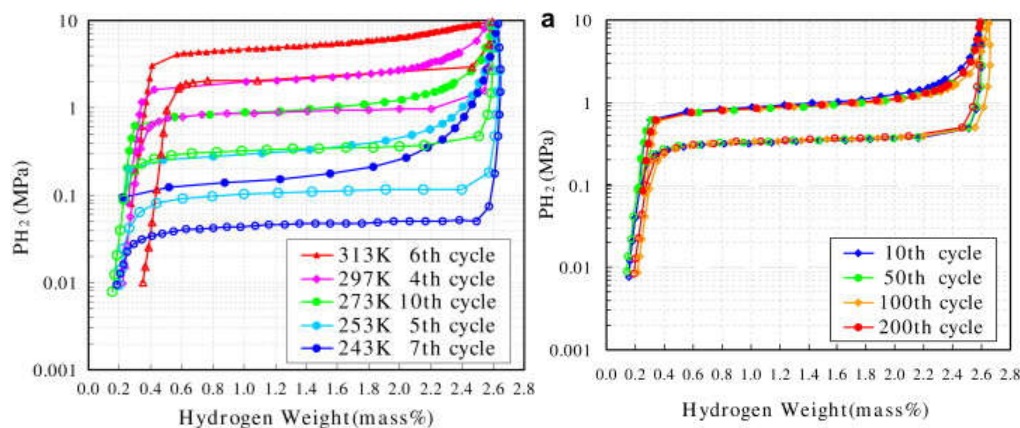 10
1
0.1
0.01
0.001
PH2 (MPa)
313K 6th cycle
297K 4th cycle
273K 10th cycle
253K 5th cycle
243K 7th cycle
0.0 0.2 0.4 0.6 0.8 1.0 1.2 1.4 1.6 1.8 2.0 2.2 2.4 2.6 2.8
Hydrogen Weight(mass%)
a
10
1
0.1
0.01
0.001
PH2 (MPa)
10th cycle
50th cycle
100th cycle
200th cycle
0.0 0.2 0.4 0.6 0.8 1.0 1.2 1.4 1.6 1.8 2.0 2.2 2.4 2.6 2.8
Hydrogen Weight(mass%)